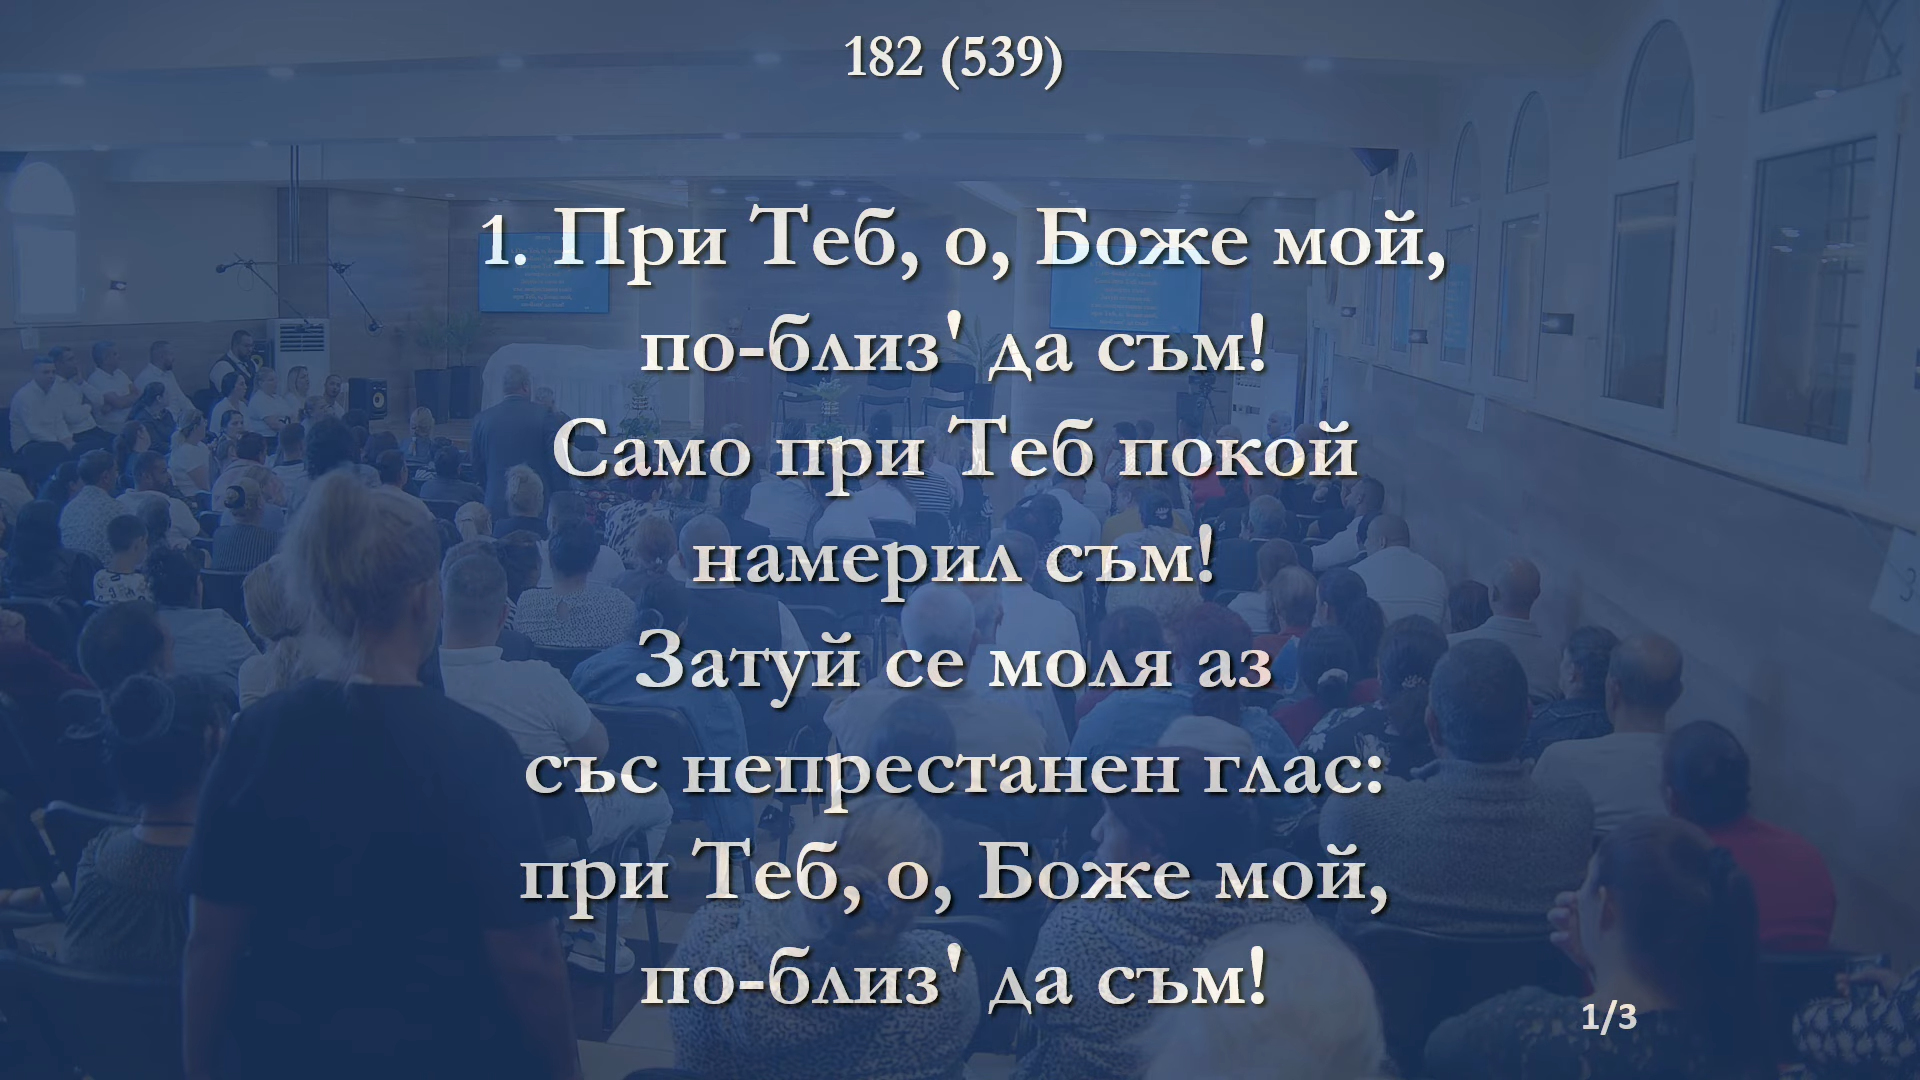 182 (539)
1. При Теб, о, Боже мой,
по-близ' да съм!
Само при Теб покой
намерил съм!
Затуй се моля аз
със непрестанен глас:
при Теб, о, Боже мой,
по-близ' да съм!
1/3